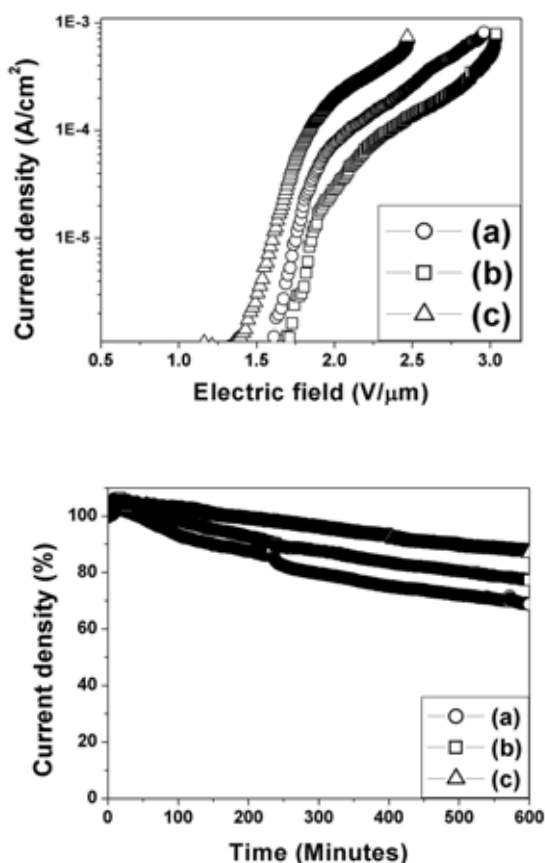 Current density (A/cm²)
1E-3
1E-4
1E-5
(a)
(b)
(c)
0.5 1.0 1.5 2.0 2.5 3.0
Electric field (V/μm)
Current density (%)
100
80
60
40
20
0
(a)
(b)
(c)
0 100 200 300 400 500 600
Time (Minutes)